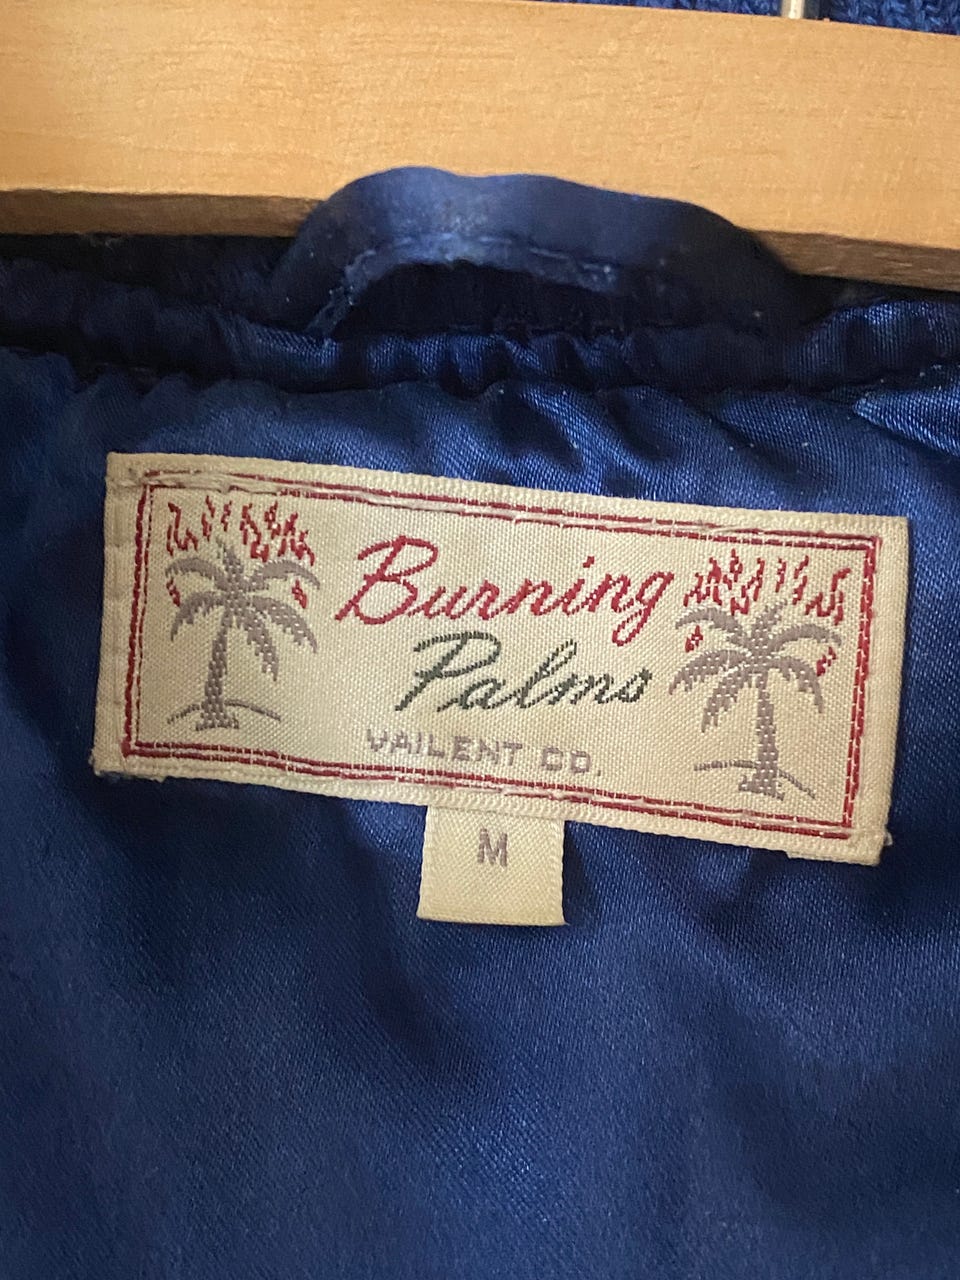 Burning
Palms
VAILENT CO.
M